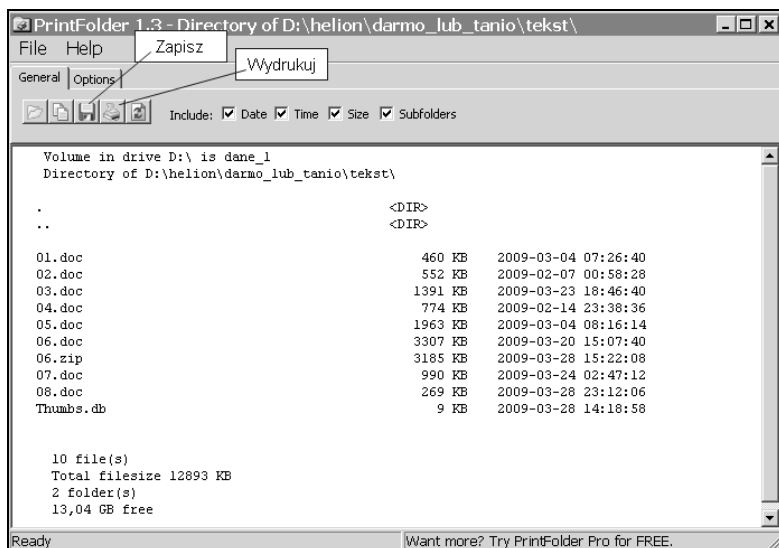 PrintFolder 1.3 - Directory of D:\helion\darmo_lub_tanio\tekst\
File Help
Zapisz
Wydrukuj
General Options
Include: Date Time Size Subfolders
Volume in drive D:\ is dane_1
Directory of D:\helion\darmo_lub_tanio\tekst\
. <DIR>
.. <DIR>
01.doc 460 KB 2009-03-04 07:26:40
02.doc 552 KB 2009-02-07 00:58:28
03.doc 1391 KB 2009-03-23 18:46:40
04.doc 774 KB 2009-02-14 23:38:36
05.doc 1963 KB 2009-03-04 08:16:14
06.doc 3307 KB 2009-03-20 15:07:40
06.zip 3185 KB 2009-03-28 15:22:08
07.doc 990 KB 2009-03-24 02:47:12
08.doc 269 KB 2009-03-28 23:12:06
Thumbs.db 9 KB 2009-03-28 14:18:58
10 file(s)
Total filesize 12893 KB
2 folder(s)
13,04 GB free
Ready Want more? Try PrintFolder Pro for FREE.